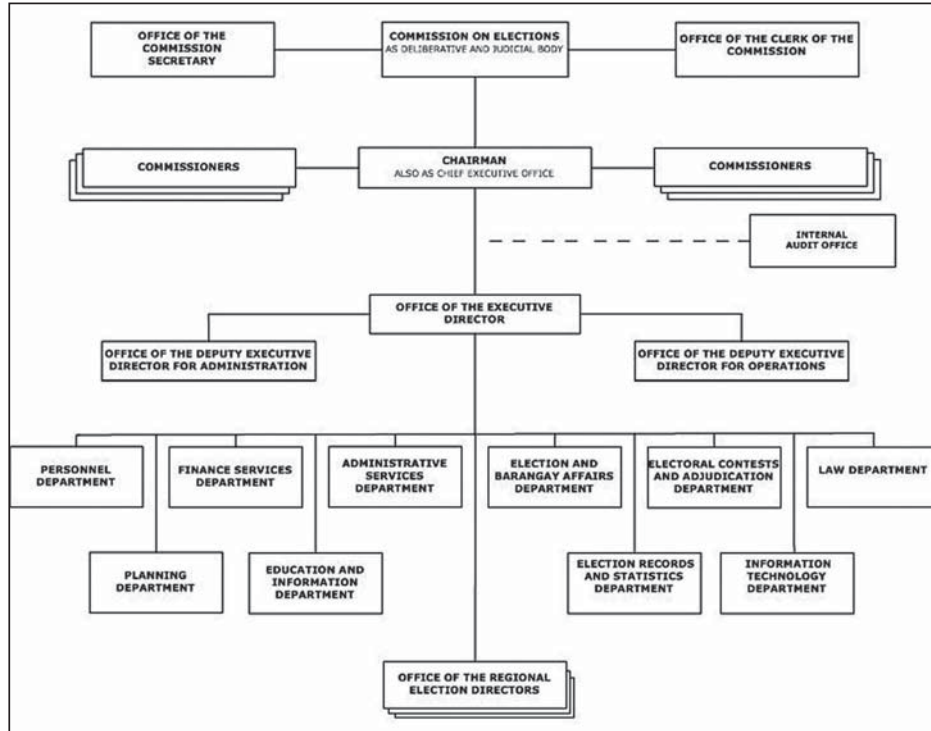 OFFICE OF THE
COMMISSION
SECRETARY
COMMISSION ON ELECTIONS
AS DELIBERATIVE AND JUDICIAL BODY
OFFICE OF THE CLERK OF THE
COMMISSION
COMMISSIONERS
CHAIRMAN
ALSO AS CHIEF EXECUTIVE OFFICE
COMMISSIONERS
INTERNAL
AUDIT OFFICE
OFFICE OF THE EXECUTIVE
DIRECTOR
OFFICE OF THE DEPUTY EXECUTIVE
DIRECTOR FOR ADMINISTRATION
OFFICE OF THE DEPUTY EXECUTIVE
DIRECTOR FOR OPERATIONS
PERSONNEL
DEPARTMENT
FINANCE SERVICES
DEPARTMENT
ADMINISTRATIVE
SERVICES
DEPARTMENT
ELECTION AND
BARANGAY AFFAIRS
DEPARTMENT
ELECTORAL CONTESTS
AND ADJUDICATION
DEPARTMENT
LAW DEPARTMENT
PLANNING
DEPARTMENT
EDUCATION AND
INFORMATION
DEPARTMENT
ELECTION RECORDS
AND STATISTICS
DEPARTMENT
INFORMATION
TECHNOLOGY
DEPARTMENT
OFFICE OF THE REGIONAL
ELECTION DIRECTORS